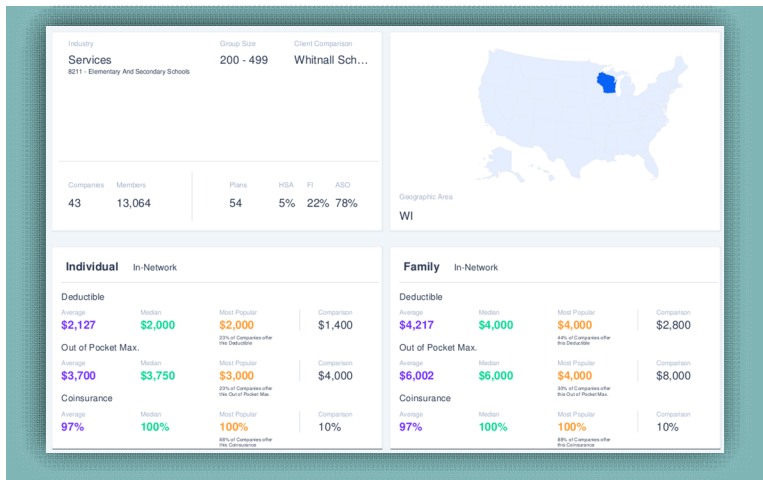 Industry Group Size Client Comparison
Services 200 - 499 Whitnall Sch...
8211 - Elementary And Secondary Schools
Companies Members Plans HSA FI ASO
43 13,064 54 5% 22% 78%
Geographic Area
WI
Individual In-Network
Deductible
Average Median Most Popular Comparison
$2,127 $2,000 $2,000 $1,400
23% of Companies offer
this Deductible
Out of Pocket Max.
Average Median Most Popular Comparison
$3,700 $3,750 $3,000 $4,000
23% of Companies offer
this Out of Pocket Max.
Coinsurance
Average Median Most Popular Comparison
97% 100% 100% 10%
88% of Companies offer
this Coinsurance
Family In-Network
Deductible
Average Median Most Popular Comparison
$4,217 $4,000 $4,000 $2,800
44% of Companies offer
this Deductible
Out of Pocket Max.
Average Median Most Popular Comparison
$6,002 $6,000 $4,000 $8,000
30% of Companies offer
this Out of Pocket Max.
Coinsurance
Average Median Most Popular Comparison
97% 100% 100% 10%
88% of Companies offer
this Coinsurance